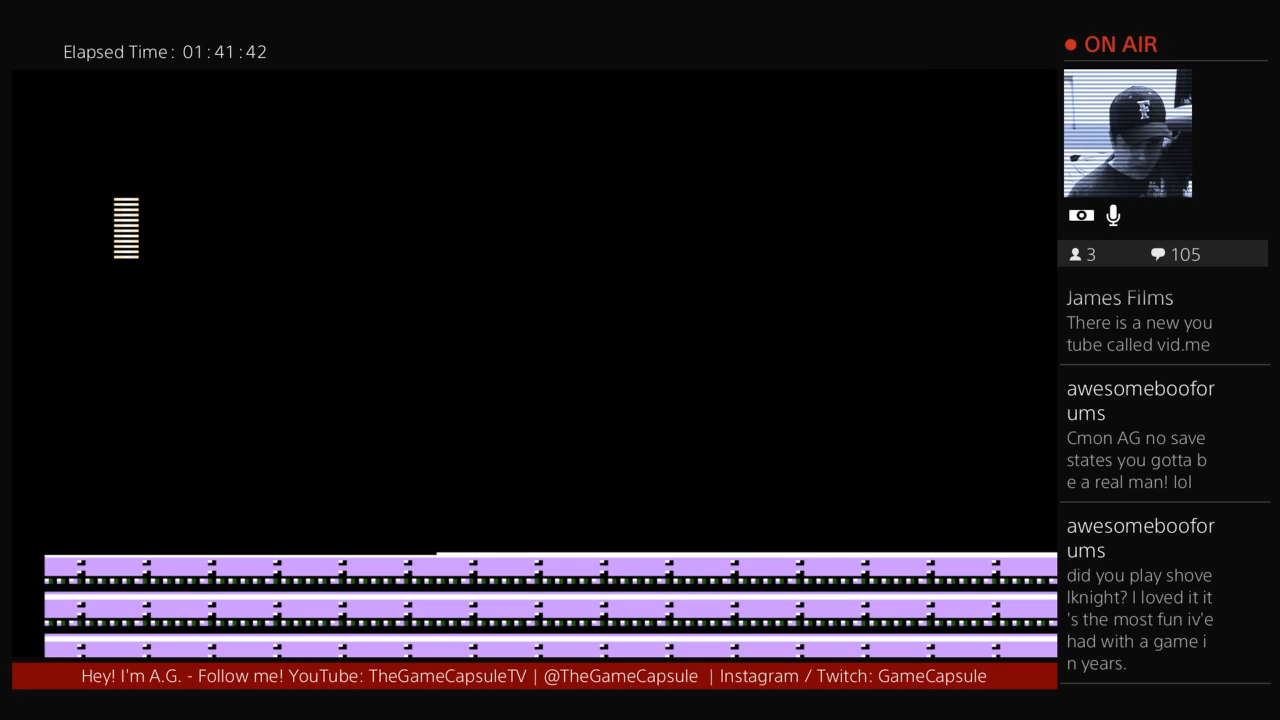 Elapsed Time: 01:41:42
ON AIR
F
3 105
James Films
There is a new you
tube called vid.me
awesomeboofor
ums
Cmon AG no save
states you gotta b
e a real man! lol
awesomeboofor
ums
did you play shove
lknight? I loved it it
's the most fun iv'e
had with a game i
n years.
Hey! I'm A.G. - Follow me! YouTube: TheGameCapsuleTV | @TheGameCapsule | Instagram / Twitch: GameCapsule